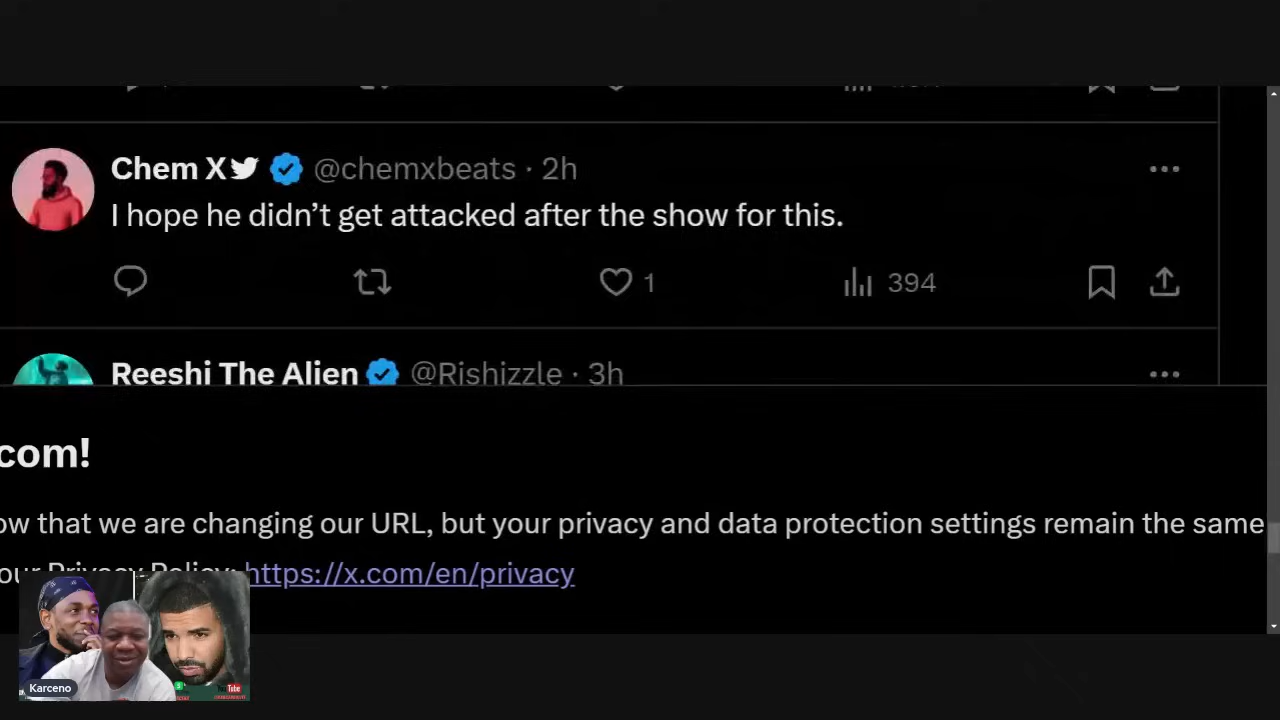 Chem X @chemxbeats · 2h
I hope he didn’t get attacked after the show for this.
1 394
Reeshi The Alien @Rishizzle · 3h
com!
ow that we are changing our URL, but your privacy and data protection settings remain the same
our Privacy Policy: https://x.com/en/privacy
Karceno
YouTube